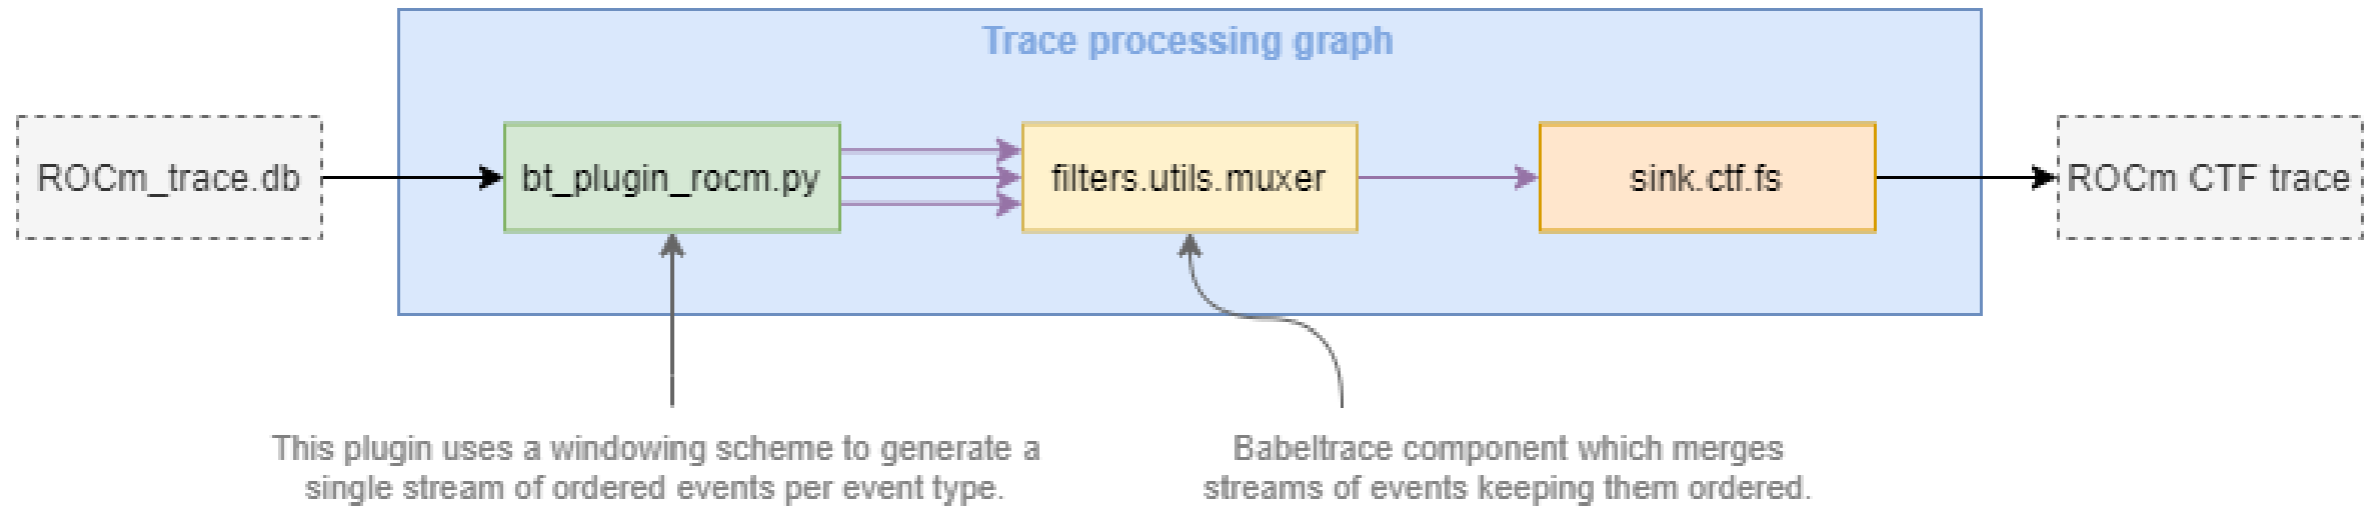 Trace processing graph
ROCm_trace.db
bt_plugin_rocm.py
filters.utils.muxer
sink.ctf.fs
ROCm CTF trace
This plugin uses a windowing scheme to generate a
single stream of ordered events per event type.
Babeltrace component which merges
streams of events keeping them ordered.